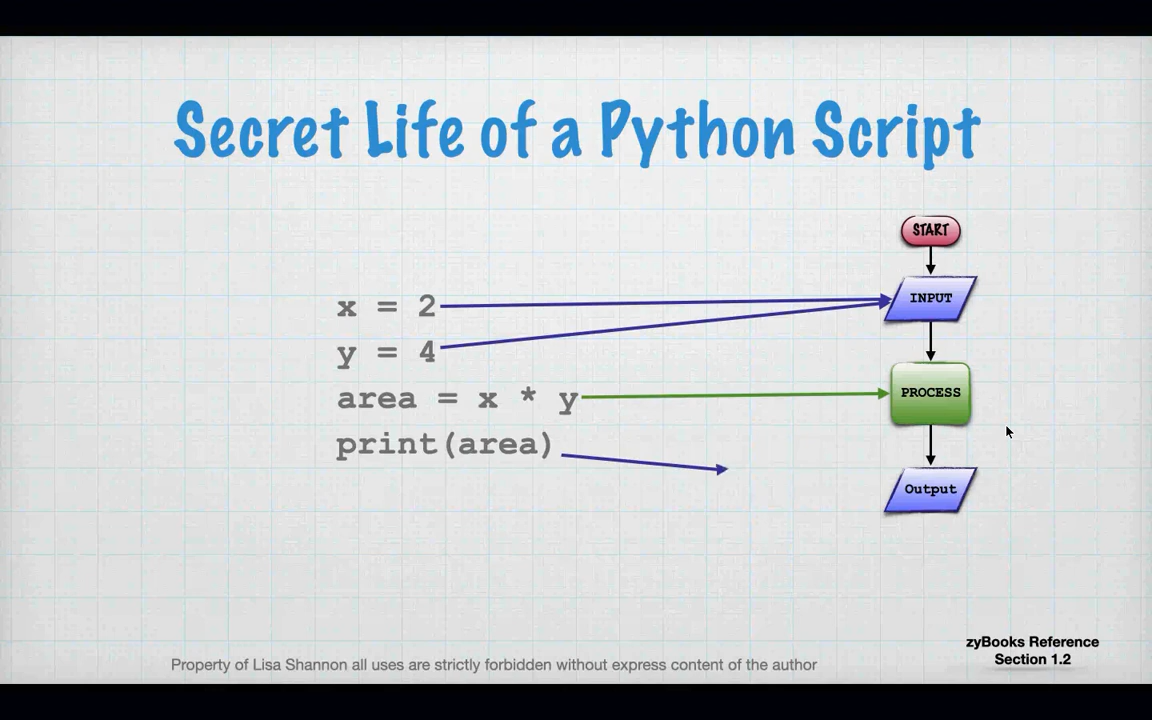 Secret Life of a Python Script
START
x = 2
INPUT
y = 4
area = x * y
PROCESS
print(area)
Output
zyBooks Reference
Section 1.2
Property of Lisa Shannon all uses are strictly forbidden without express content of the author